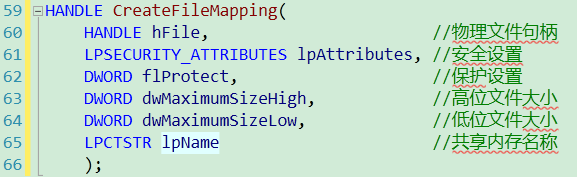 59 HANDLE CreateFileMapping(
60 HANDLE hFile, //物理文件句柄
61 LPSECURITY_ATTRIBUTES lpAttributes, //安全设置
62 DWORD flProtect, //保护设置
63 DWORD dwMaximumSizeHigh, //高位文件大小
64 DWORD dwMaximumSizeLow, //低位文件大小
65 LPCTSTR lpName //共享内存名称
66 );